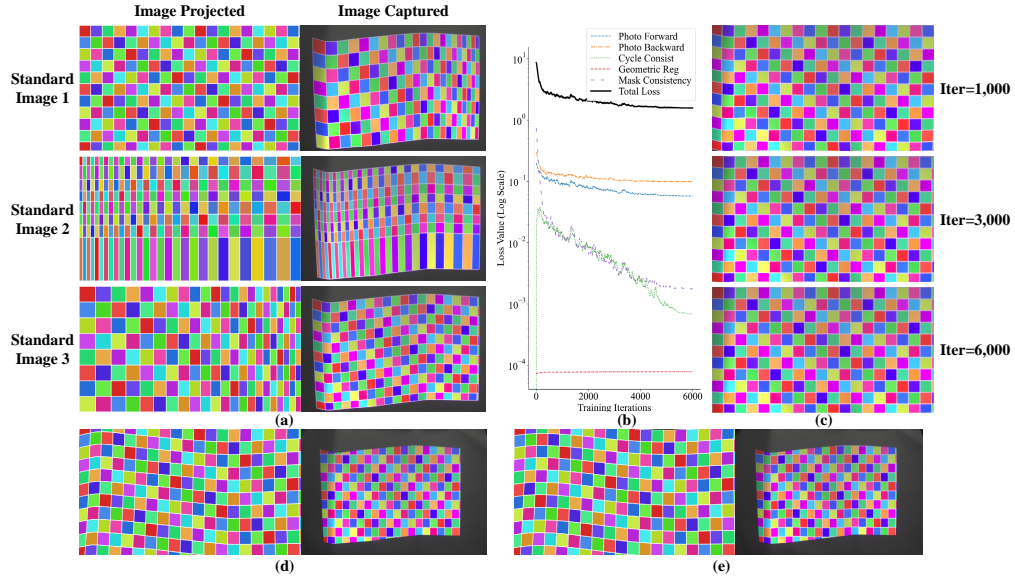 Image Projected
Image Captured
Standard
Image 1
Standard
Image 2
Standard
Image 3
(a)
Photo Forward
Photo Backward
Cycle Consist
Geometric Reg
Mask Consistency
Total Loss
Loss Value (Log Scale)
10¹
10⁰
10⁻¹
10⁻²
10⁻³
10⁻⁴
0
2000
4000
6000
Training Iterations
(b)
Iter=1,000
Iter=3,000
Iter=6,000
(c)
(d)
(e)